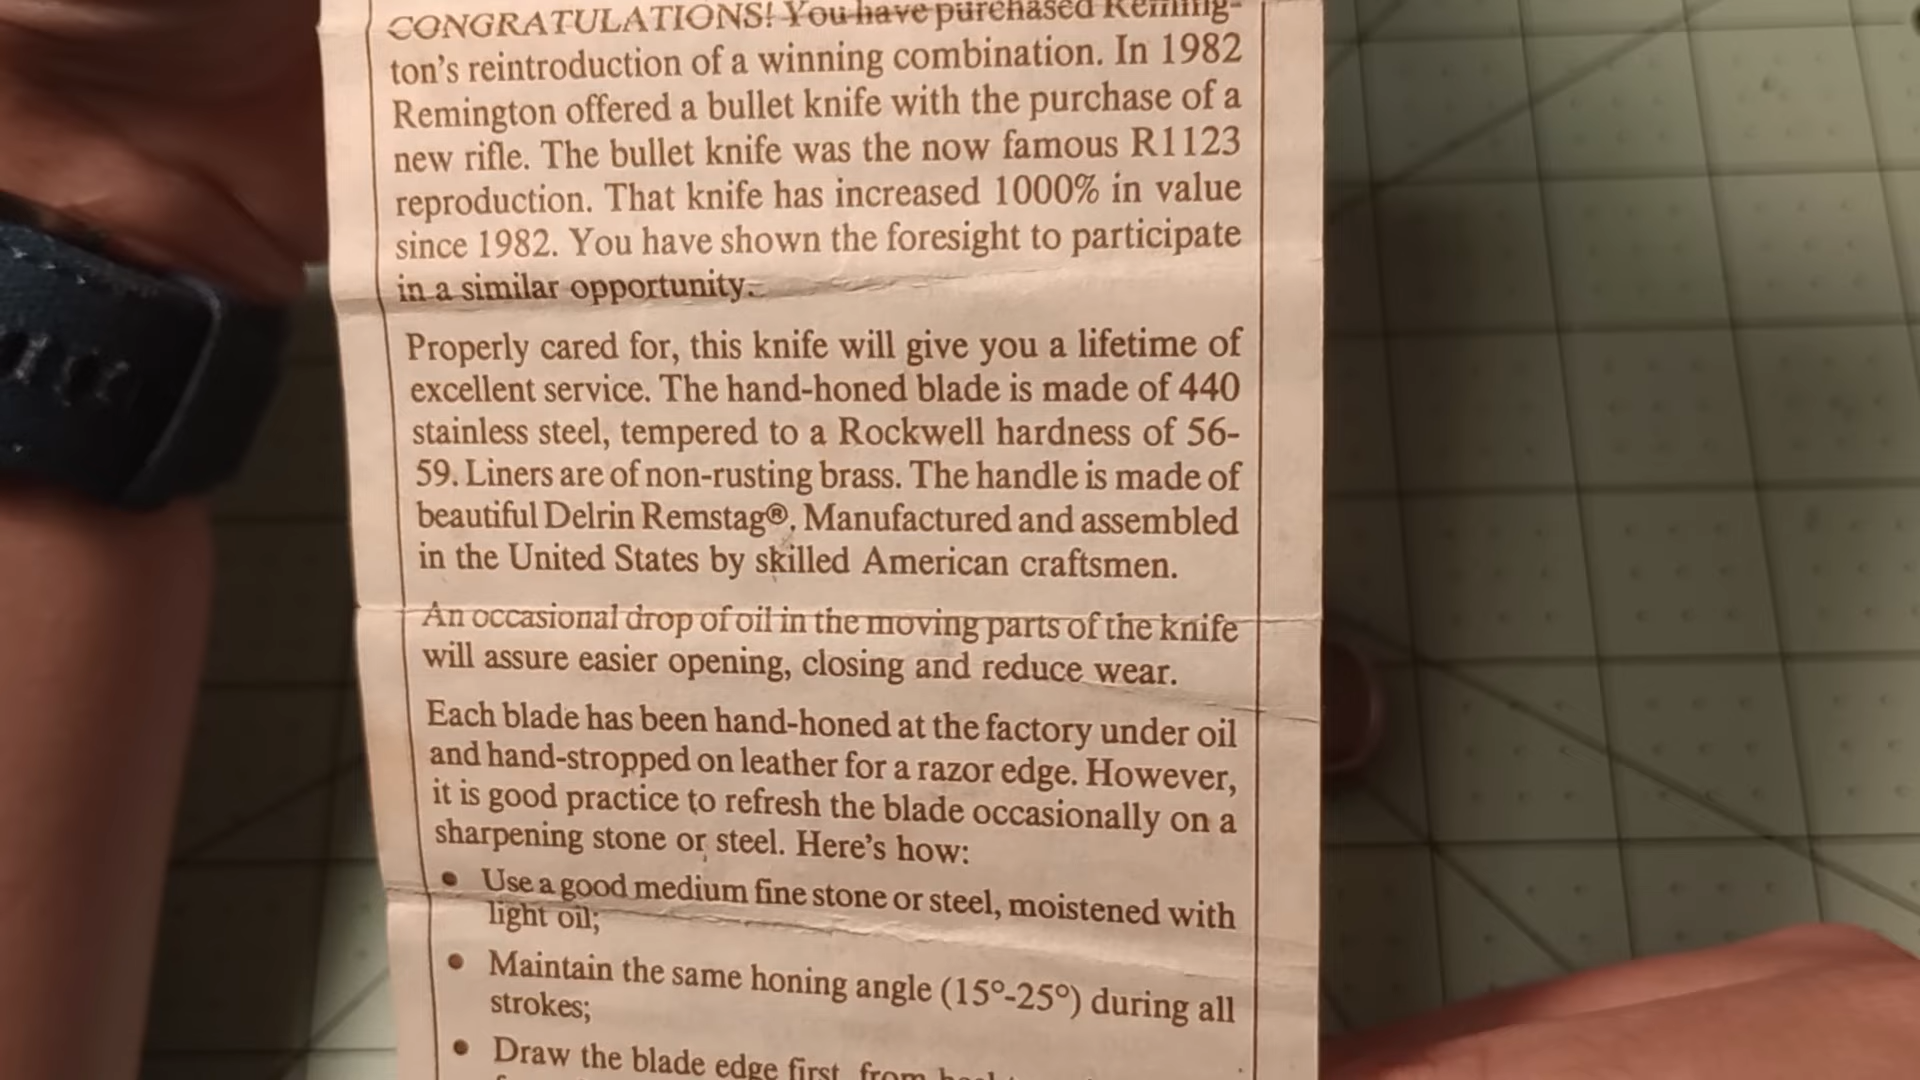 CONGRATULATIONS! You have purchased Reming-
ton's reintroduction of a winning combination. In 1982
Remington offered a bullet knife with the purchase of a
new rifle. The bullet knife was the now famous R1123
reproduction. That knife has increased 1000% in value
since 1982. You have shown the foresight to participate
in a similar opportunity.
Properly cared for, this knife will give you a lifetime of
excellent service. The hand-honed blade is made of 440
stainless steel, tempered to a Rockwell hardness of 56-
59. Liners are of non-rusting brass. The handle is made of
beautiful Delrin Remstag®. Manufactured and assembled
in the United States by skilled American craftsmen.
An occasional drop of oil in the moving parts of the knife
will assure easier opening, closing and reduce wear.
Each blade has been hand-honed at the factory under oil
and hand-stropped on leather for a razor edge. However,
it is good practice to refresh the blade occasionally on a
sharpening stone or steel. Here's how:
• Use a good medium fine stone or steel, moistened with
light oil;
• Maintain the same honing angle (15°-25°) during all
strokes;
• Draw the blade edge first, from